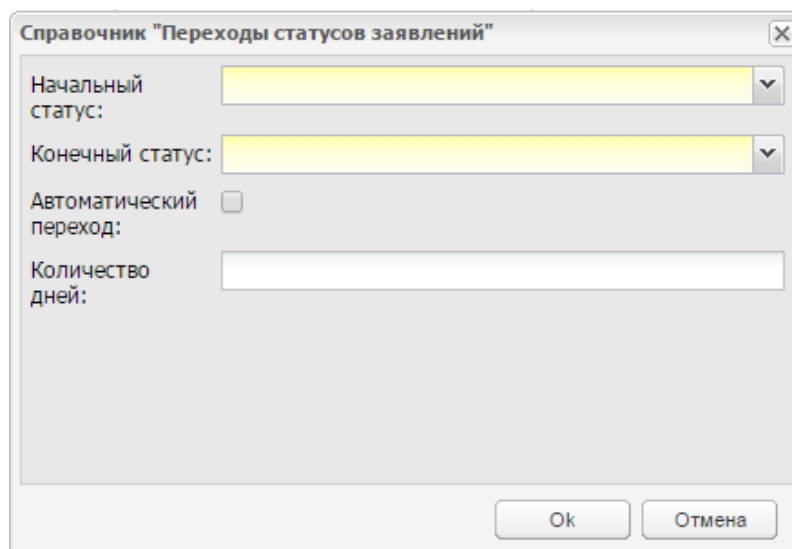 Справочник "Переходы статусов заявлений"
Начальный
статус:
Конечный статус:
Автоматический
переход:
Количество
дней:
Ok
Отмена